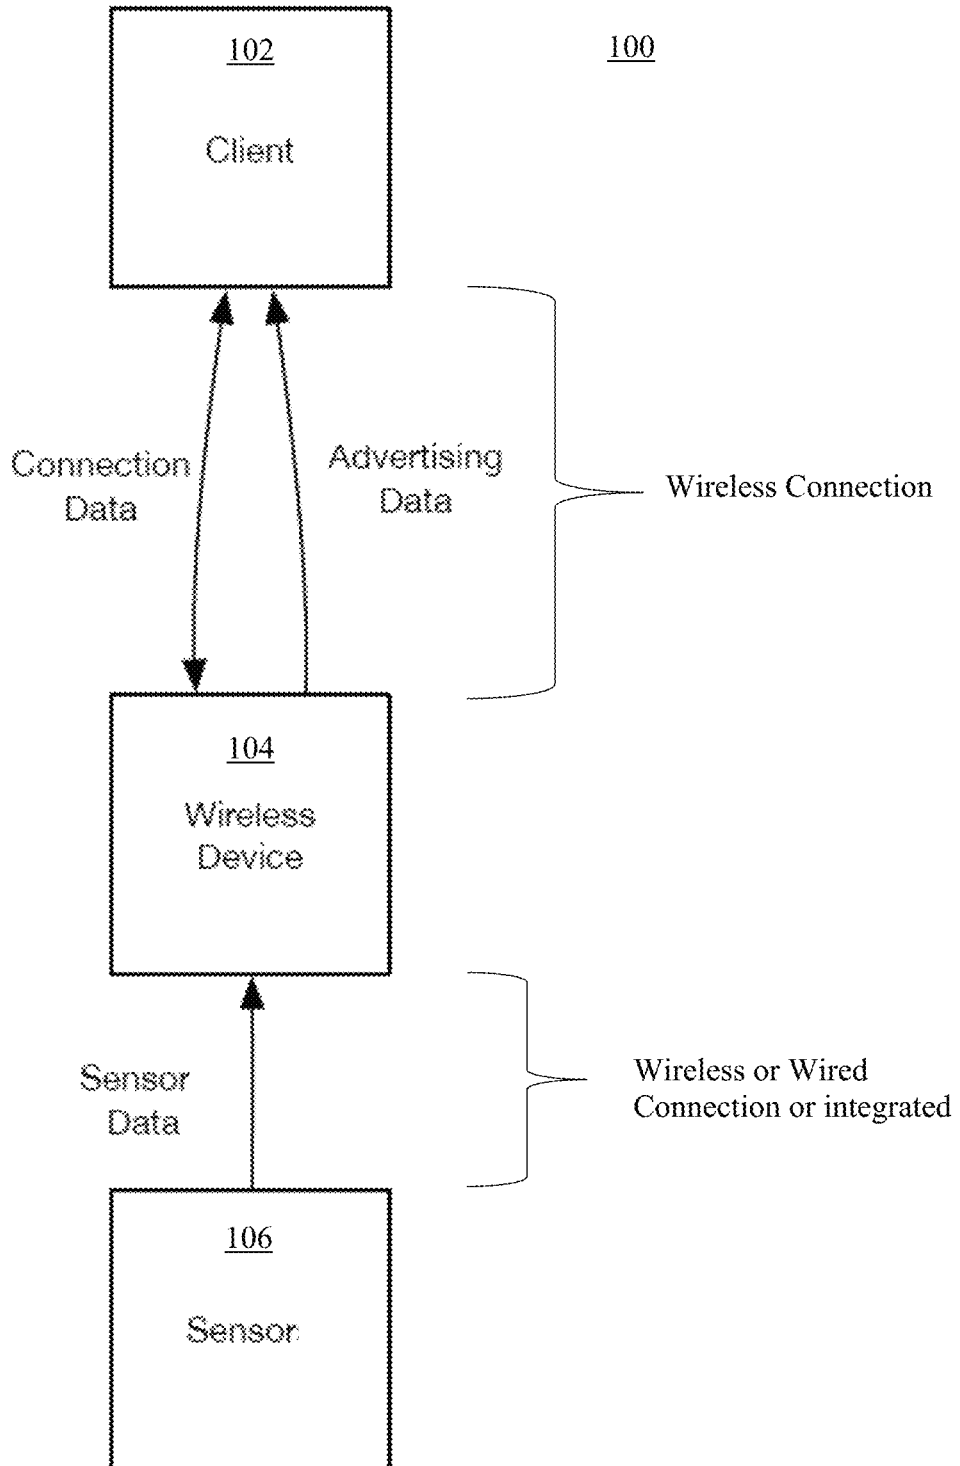 102
100
Client
Connection
Data
Advertising
Data
Wireless Connection
104
Wireless
Device
Sensor
Data
Wireless or Wired
Connection or integrated
106
Sensor